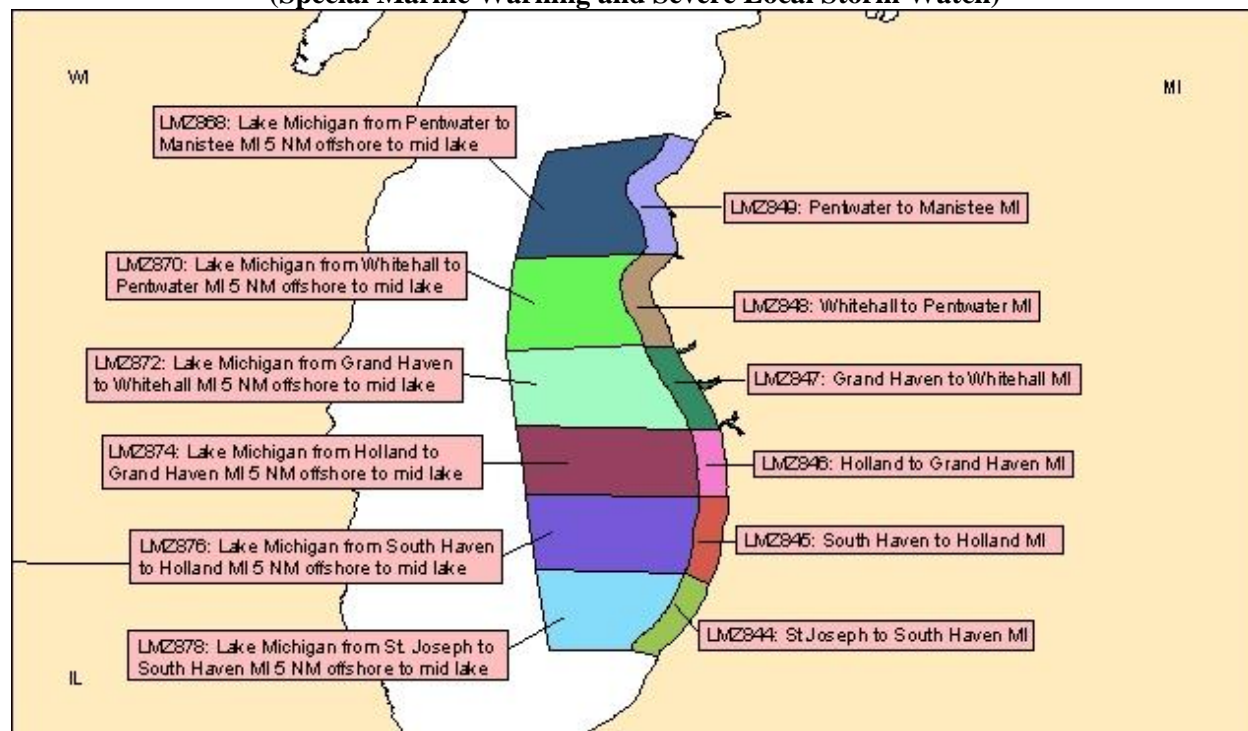 (Special Marine Warning and Severe Local Storm Watch)
WI
MI
LMZ868: Lake Michigan from Pentwater to
Manistee MI 5 NM offshore to mid lake
LMZ849: Pentwater to Manistee MI
LMZ870: Lake Michigan from Whitehall to
Pentwater MI 5 NM offshore to mid lake
LMZ848: Whitehall to Pentwater MI
LMZ872: Lake Michigan from Grand Haven
to Whitehall MI 5 NM offshore to mid lake
LMZ847: Grand Haven to Whitehall MI
LMZ874: Lake Michigan from Holland to
Grand Haven MI 5 NM offshore to mid lake
LMZ846: Holland to Grand Haven MI
LMZ876: Lake Michigan from South Haven
to Holland MI 5 NM offshore to mid lake
LMZ845: South Haven to Holland MI
LMZ878: Lake Michigan from St. Joseph to
South Haven MI 5 NM offshore to mid lake
LMZ844: St Joseph to South Haven MI
IL